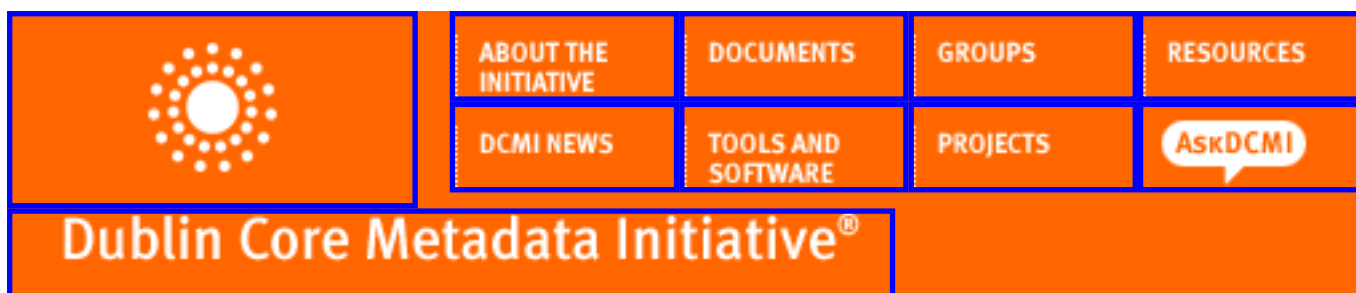 ABOUT THE
INITIATIVE
DOCUMENTS
GROUPS
RESOURCES
DCMI NEWS
TOOLS AND
SOFTWARE
PROJECTS
ASKDCMI
Dublin Core Metadata Initiative®